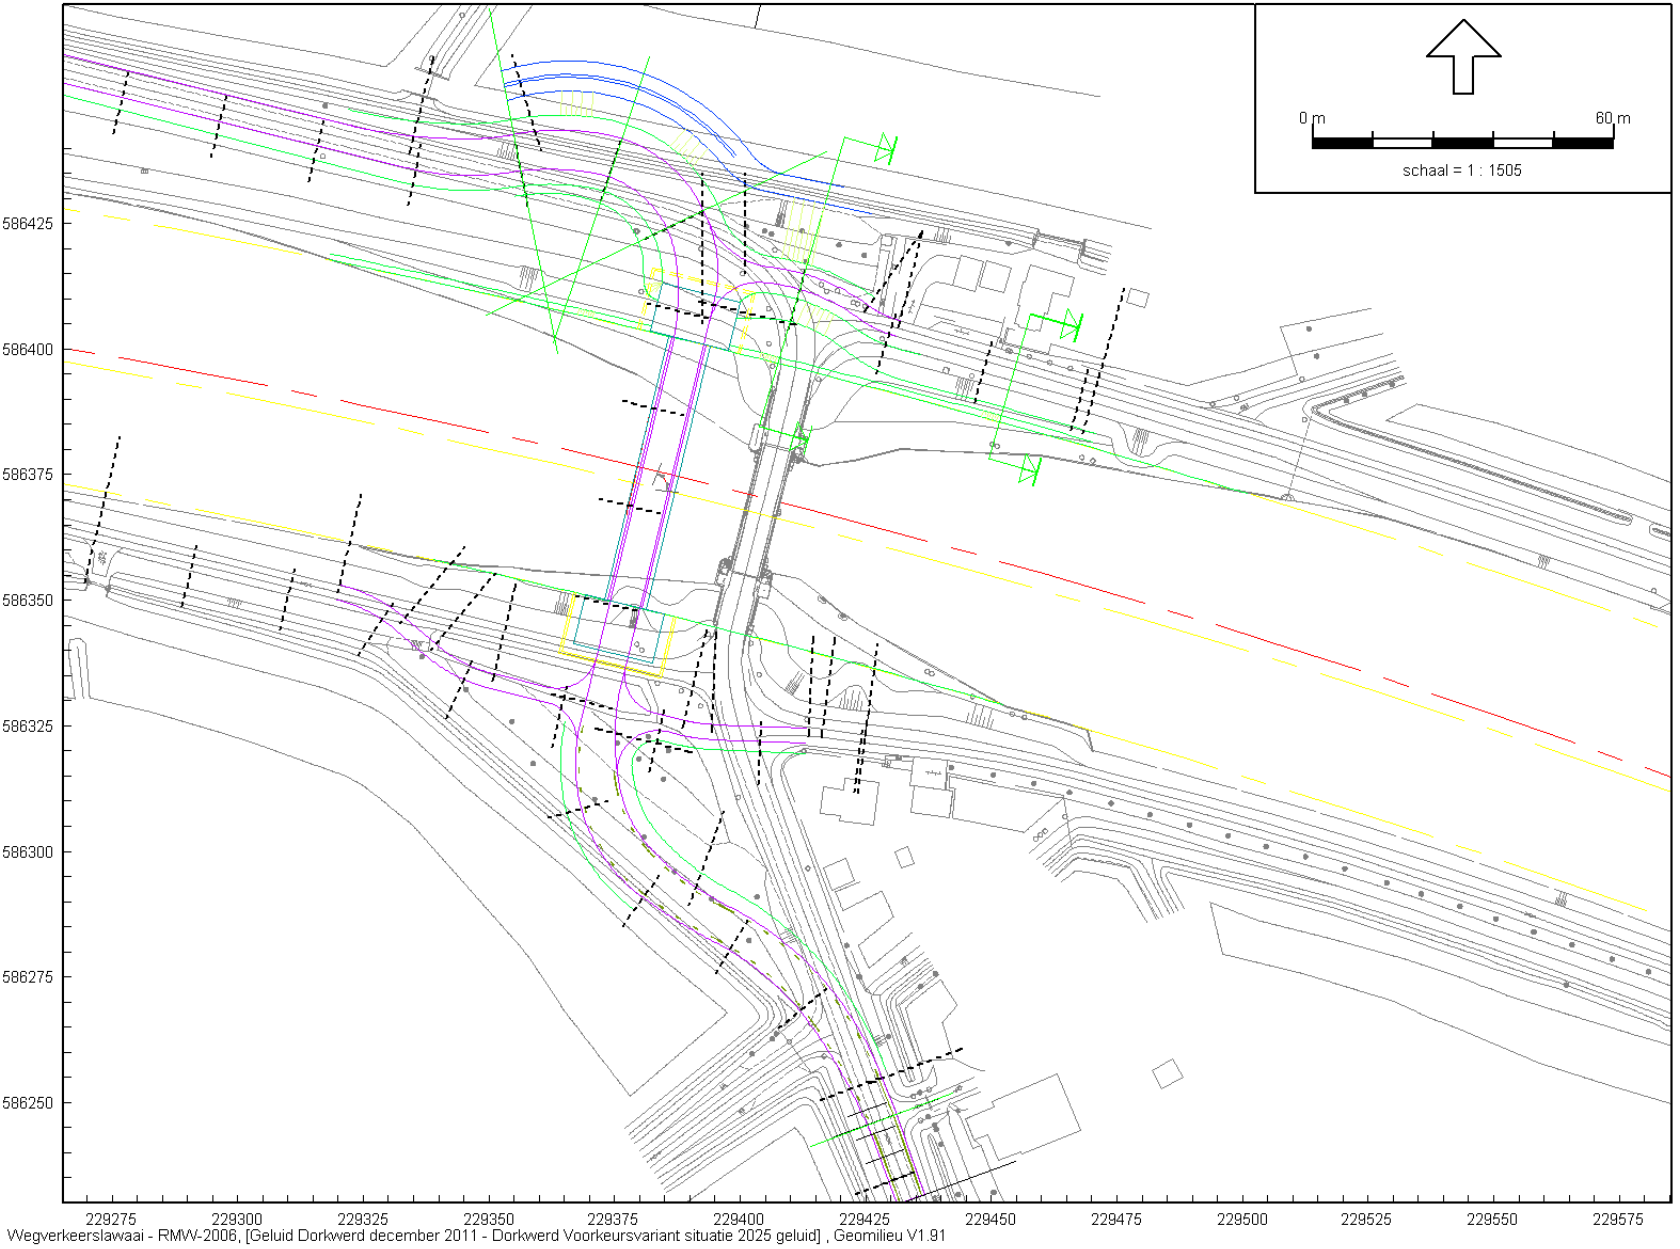 0 m 60 m
schaal = 1 : 1505
586425
586400
586375
586350
586325
586300
586275
586250
229275 229300 229325 229350 229375 229400 229425 229450 229475 229500 229525 229550 229575
Wegverkeerslawaai - RMW-2006, [Geluid Dorkwerd december 2011 - Dorkwerd Voorkeursvariant situatie 2025 geluid] , Geomilieu V1.91